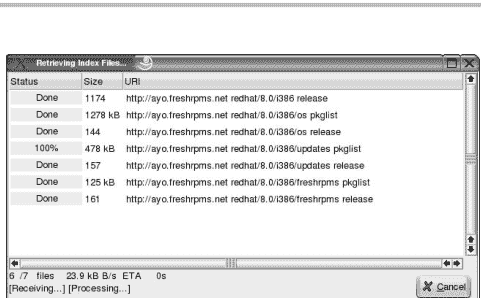 Retrieving Index Files...
Status Size URI
Done 1174 http://ayo.freshrpms.net redhat/8.0/i386 release
Done 1278 kB http://ayo.freshrpms.net redhat/8.0/i386/os pkglist
Done 144 http://ayo.freshrpms.net redhat/8.0/i386/os release
100% 478 kB http://ayo.freshrpms.net redhat/8.0/i386/updates pkglist
Done 157 http://ayo.freshrpms.net redhat/8.0/i386/updates release
Done 125 kB http://ayo.freshrpms.net redhat/8.0/i386/freshrpms pkglist
Done 161 http://ayo.freshrpms.net redhat/8.0/i386/freshrpms release
6 /7 files 23.9 kB B/s ETA 0s
[Receiving...] [Processing...]
Cancel